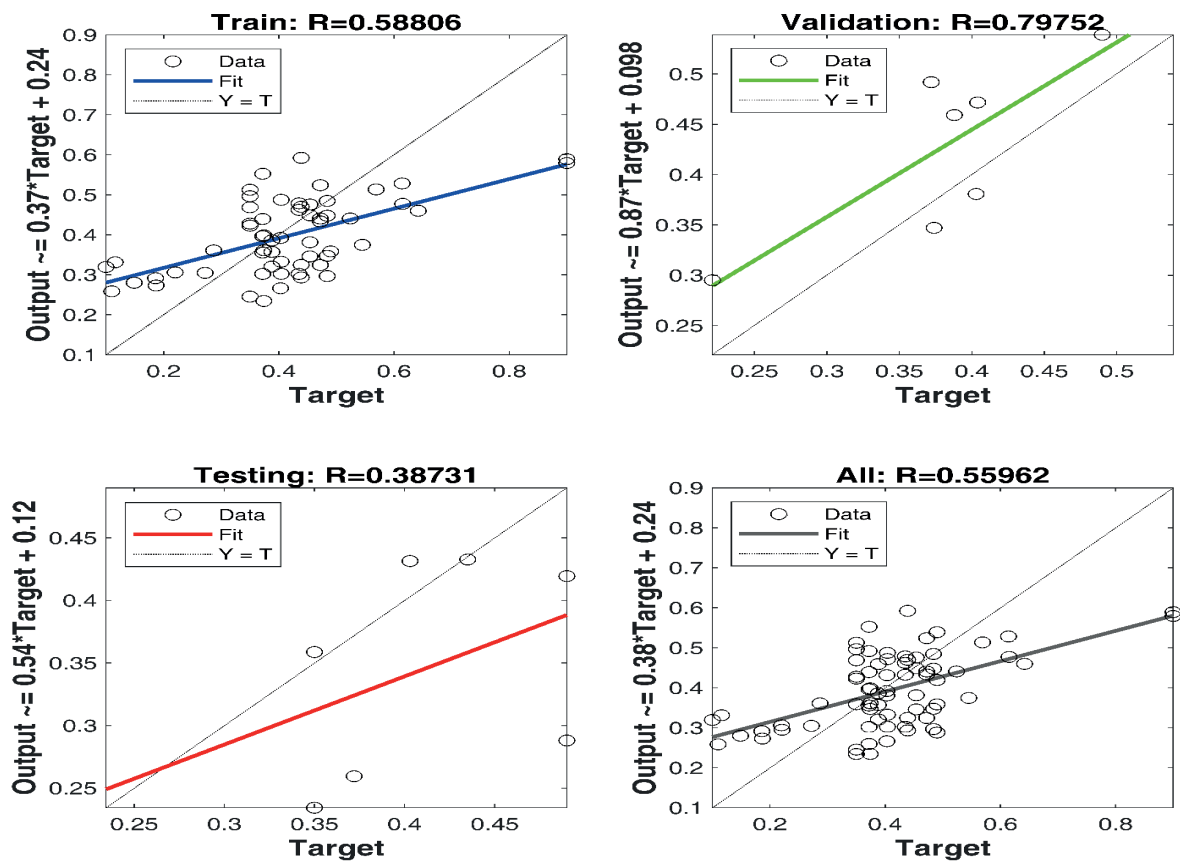 Train: R=0.58806
Output ~= 0.37*Target + 0.24
0.9
0.8
0.7
0.6
0.5
0.4
0.3
0.2
0.1
Data
Fit
Y = T
0.2
0.4
0.6
0.8
Target
Validation: R=0.79752
Output ~= 0.87*Target + 0.098
0.5
0.45
0.4
0.35
0.3
0.25
Data
Fit
Y = T
0.25
0.3
0.35
0.4
0.45
0.5
Target
Testing: R=0.38731
Output ~= 0.54*Target + 0.12
0.45
0.4
0.35
0.3
0.25
Data
Fit
Y = T
0.25
0.3
0.35
0.4
0.45
Target
All: R=0.55962
Output ~= 0.38*Target + 0.24
0.9
0.8
0.7
0.6
0.5
0.4
0.3
0.2
0.1
Data
Fit
Y = T
0.2
0.4
0.6
0.8
Target